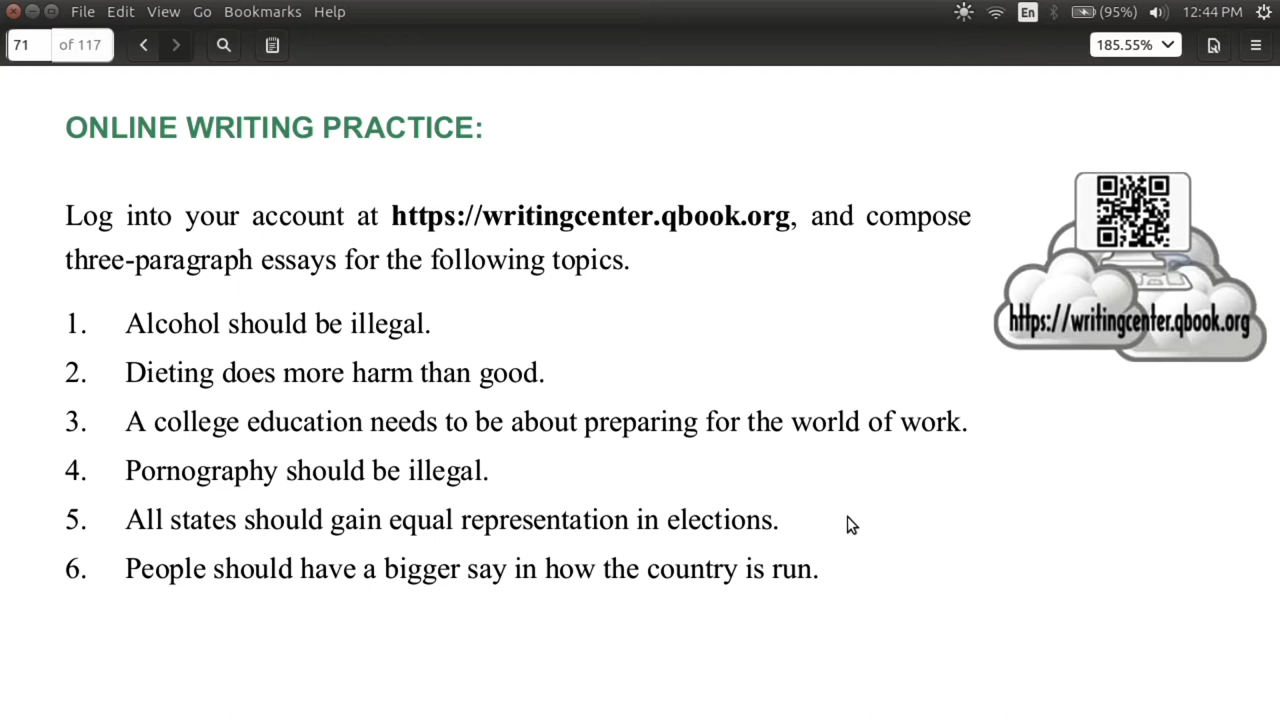 File Edit View Go Bookmarks Help
En (95%) 12:44 PM
71 of 117
185.55%
ONLINE WRITING PRACTICE:
Log into your account at https://writingcenter.qbook.org, and compose
three-paragraph essays for the following topics.
https://writingcenter.qbook.org
1. Alcohol should be illegal.
2. Dieting does more harm than good.
3. A college education needs to be about preparing for the world of work.
4. Pornography should be illegal.
5. All states should gain equal representation in elections.
6. People should have a bigger say in how the country is run.